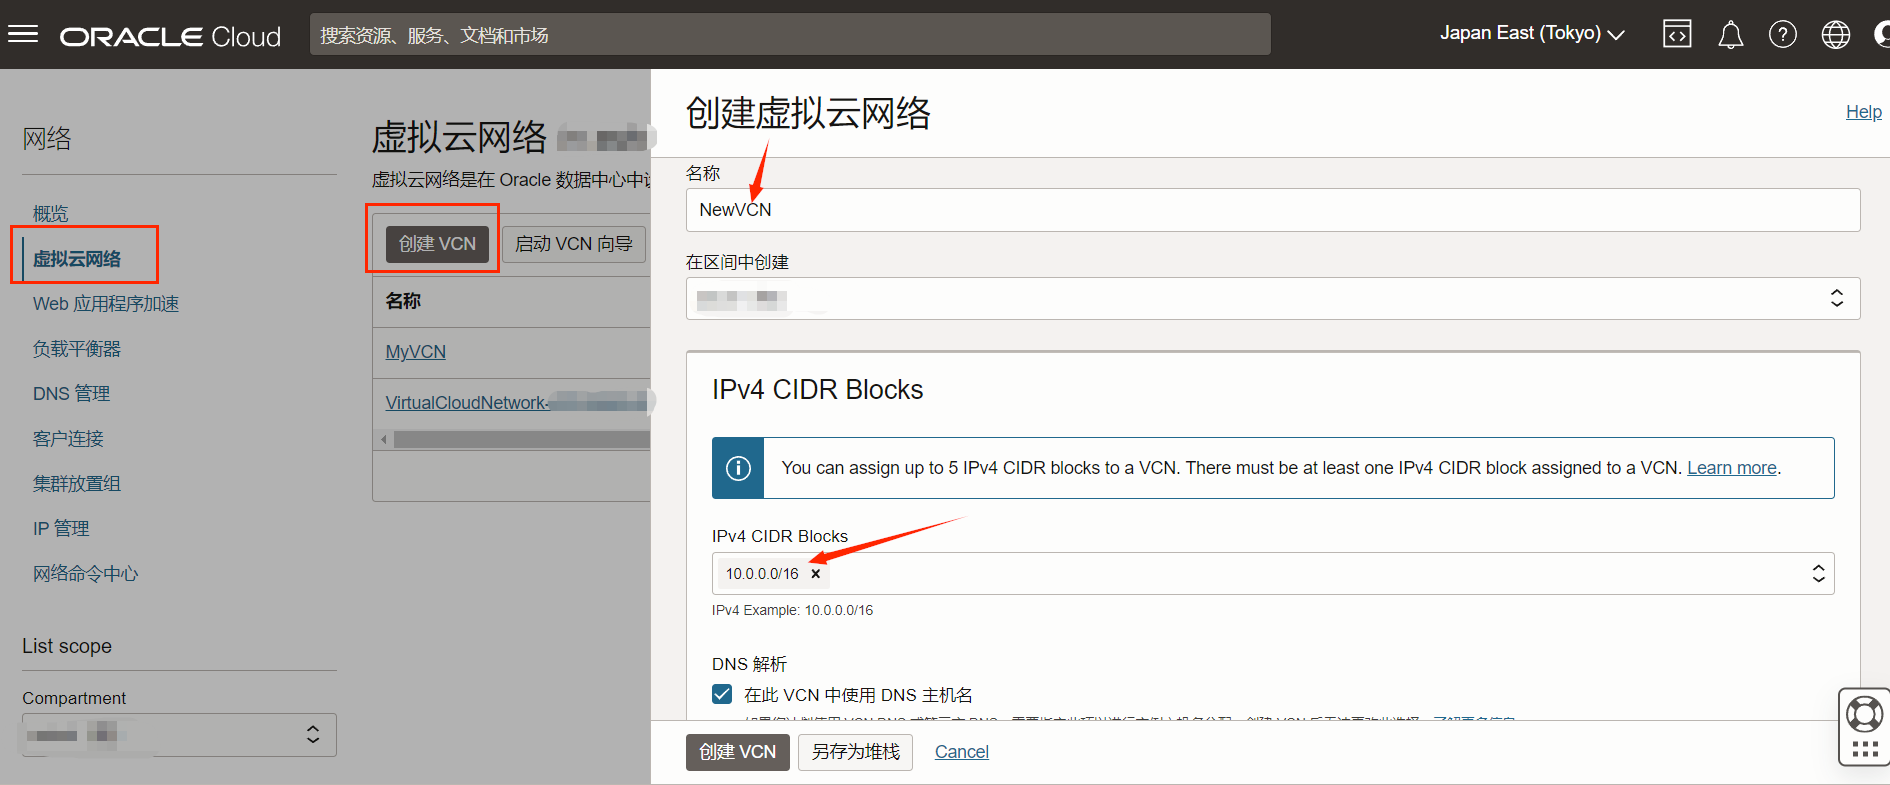 ORACLE Cloud
搜索资源、服务、文档和市场
Japan East (Tokyo)
网络
概览
虚拟云网络
Web 应用程序加速
负载平衡器
DNS 管理
客户连接
集群放置组
IP 管理
网络命令中心
List scope
Compartment
虚拟云网络
虚拟云网络是在 Oracle 数据中心中
创建 VCN
启动 VCN 向导
名称
MyVCN
VirtualCloudNetwork-
创建虚拟云网络
Help
名称
NewVCN
在区间中创建
IPv4 CIDR Blocks
You can assign up to 5 IPv4 CIDR blocks to a VCN. There must be at least one IPv4 CIDR block assigned to a VCN. Learn more.
IPv4 CIDR Blocks
10.0.0.0/16
IPv4 Example: 10.0.0.0/16
DNS 解析
在此 VCN 中使用 DNS 主机名
创建 VCN
另存为堆栈
Cancel